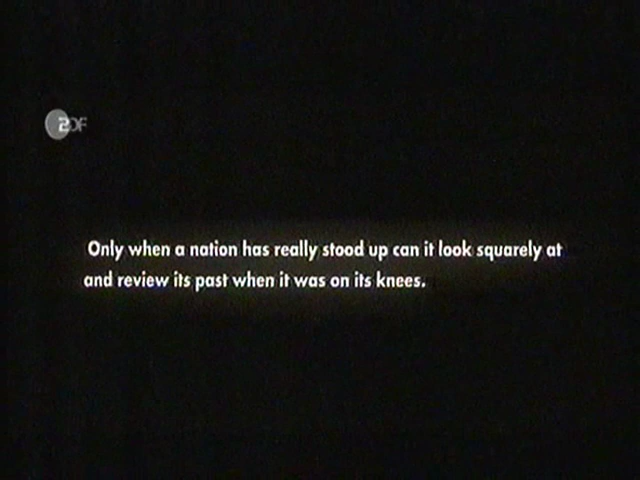 ZDF
Only when a nation has really stood up can it look squarely at
and review its past when it was on its knees.